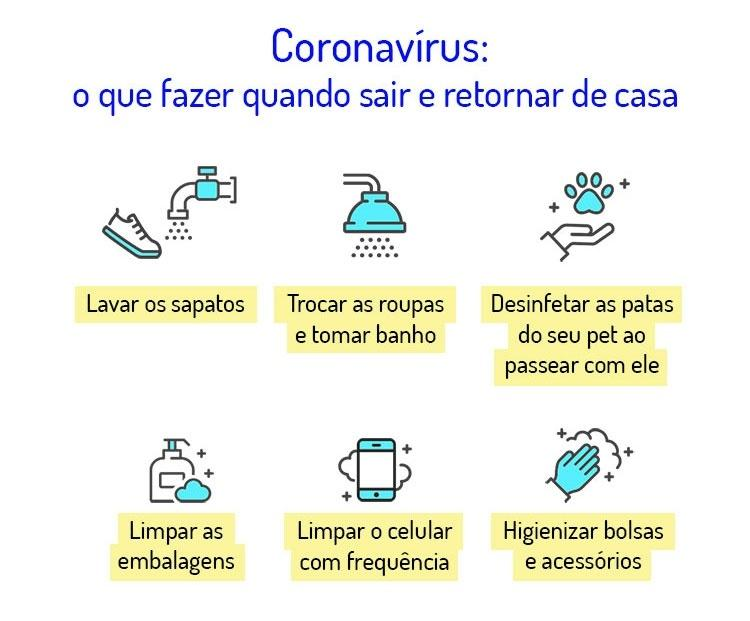 Coronavírus:
o que fazer quando sair e retornar de casa
Lavar os sapatos
Trocar as roupas
e tomar banho
Desinfetar as patas
do seu pet ao
passear com ele
Limpar as
embalagens
Limpar o celular
com frequência
Higienizar bolsas
e acessórios